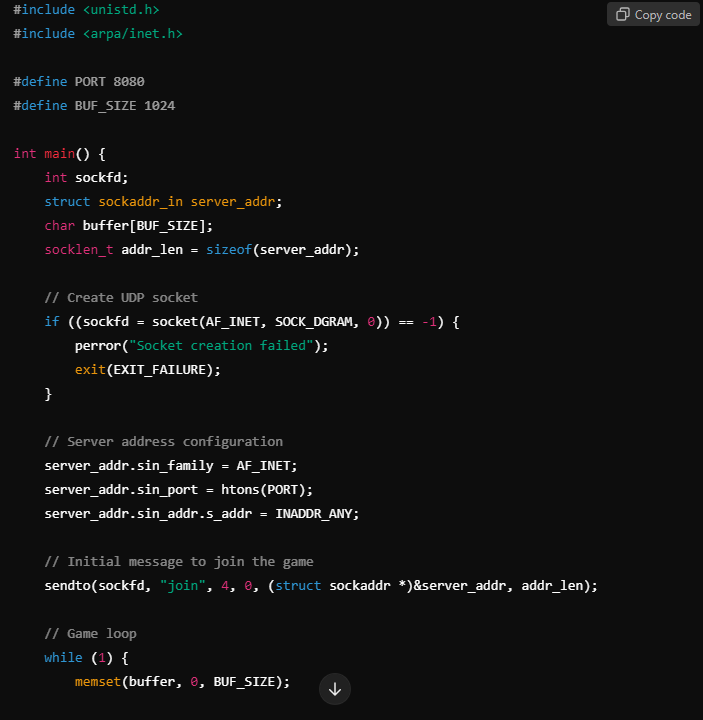 #include <unistd.h>
Copy code
#include <arpa/inet.h>
#define PORT 8080
#define BUF_SIZE 1024
int main() {
    int sockfd;
    struct sockaddr_in server_addr;
    char buffer[BUF_SIZE];
    socklen_t addr_len = sizeof(server_addr);
    // Create UDP socket
    if ((sockfd = socket(AF_INET, SOCK_DGRAM, 0)) == -1) {
        perror("Socket creation failed");
        exit(EXIT_FAILURE);
    }
    // Server address configuration
    server_addr.sin_family = AF_INET;
    server_addr.sin_port = htons(PORT);
    server_addr.sin_addr.s_addr = INADDR_ANY;
    // Initial message to join the game
    sendto(sockfd, "join", 4, 0, (struct sockaddr *)&server_addr, addr_len);
    // Game loop
    while (1) {
        memset(buffer, 0, BUF_SIZE);